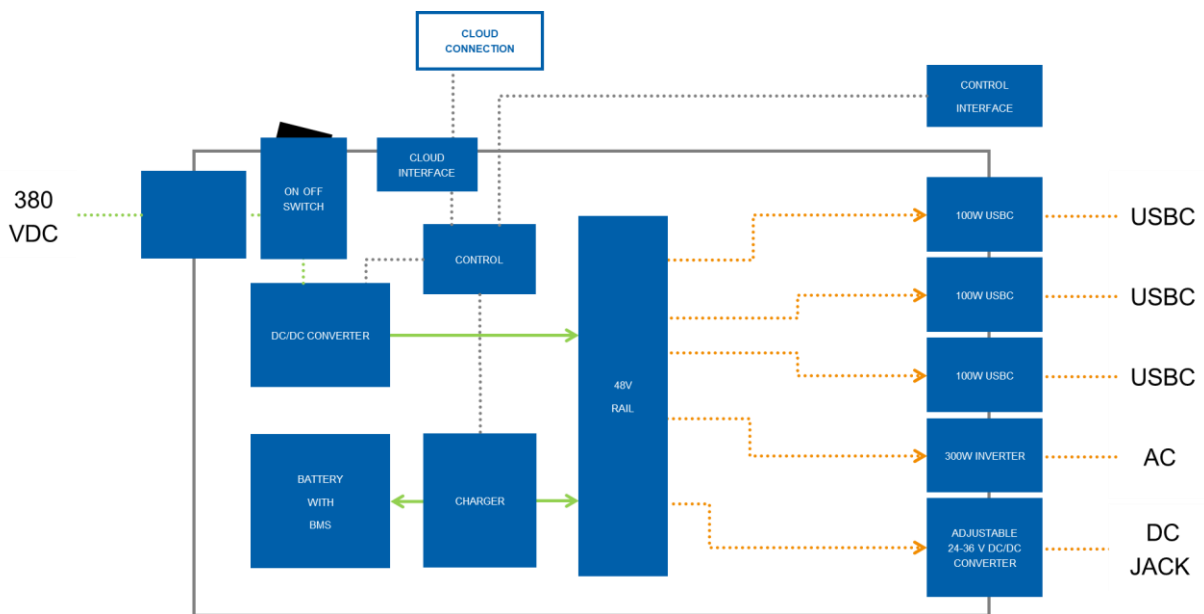 CLOUD
CONNECTION
CONTROL
INTERFACE
CLOUD
INTERFACE
380
VDC
ON OFF
SWITCH
100W USBC
USBC
CONTROL
DC/DC CONVERTER
100W USBC
USBC
48V
RAIL
100W USBC
USBC
BATTERY
WITH
BMS
CHARGER
300W INVERTER
AC
ADJUSTABLE
24-36 V DC/DC
CONVERTER
DC
JACK